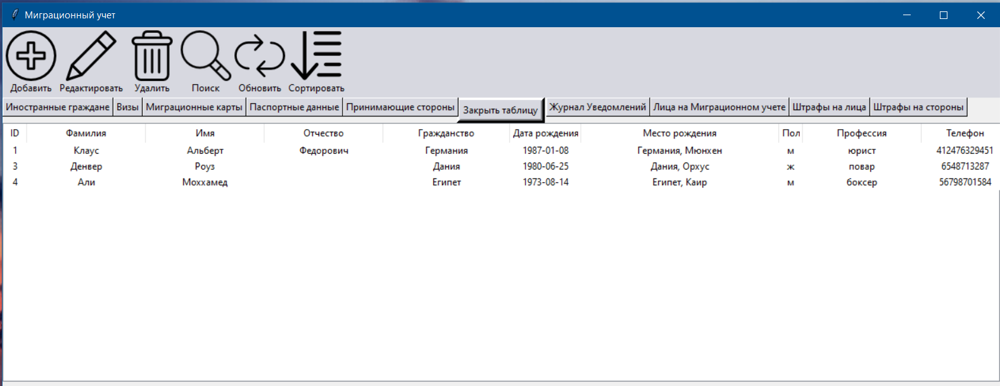 Миграционный учет
Добавить Редактировать Удалить Поиск Обновить Сортировать
Иностранные граждане Визы Миграционные карты Паспортные данные Принимающие стороны Закрыть таблицу Журнал Уведомлений Лица на Миграционном учете Штрафы на лица Штрафы на стороны
ID Фамилия Имя Отчество Гражданство Дата рождения Место рождения Пол Профессия Телефон
1 Клаус Альберт Федорович Германия 1987-01-08 Германия, Мюнхен м юрист 412476329451
3 Денвер Роуз Дания 1980-06-25 Дания, Орхус ж повар 6548713287
4 Али Моххамед Египет 1973-08-14 Египет, Каир м боксер 56798701584